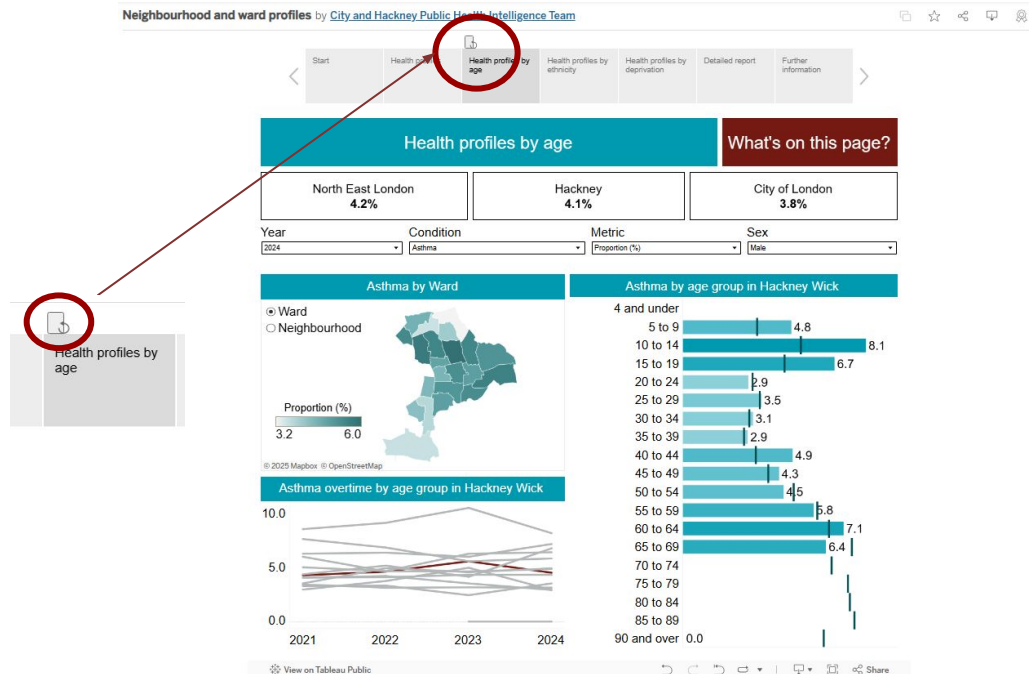 Neighbourhood and ward profiles by City and Hackney Public Health Intelligence Team
Start
Health profiles by age
Health profiles by ethnicity
Health profiles by deprivation
Detailed report
Further information
Health profiles by age
What's on this page?
North East London
4.2%
Hackney
4.1%
City of London
3.8%
Year
Condition
Metric
Sex
2024
Asthma
Proportion (%)
Male
Health profiles by
age
Asthma by Ward
Ward
Neighbourhood
Proportion (%)
3.2
6.0
© 2025 Mapbox © OpenStreetMap
Asthma by age group in Hackney Wick
4 and under
5 to 9 4.8
10 to 14 8.1
15 to 19 6.7
20 to 24 2.9
25 to 29 3.5
30 to 34 3.1
35 to 39 2.9
40 to 44 4.9
45 to 49 4.3
50 to 54 4.5
55 to 59 5.8
60 to 64 7.1
65 to 69 6.4
70 to 74
75 to 79
80 to 84
85 to 89
90 and over 0.0
Asthma overtime by age group in Hackney Wick
10.0
5.0
0.0
2021
2022
2023
2024
View on Tableau Public
Share